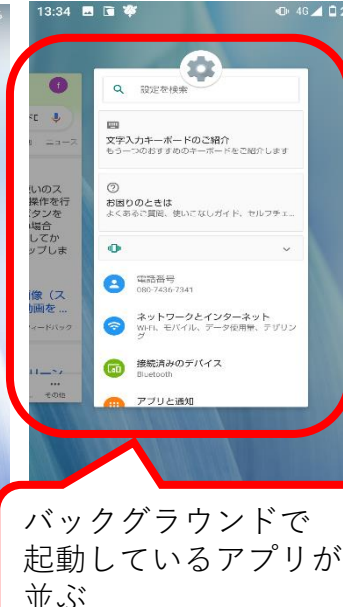 13:34
4G
設定を検索
f
ニュース
文字入力キーボードのご紹介
もう一つのおすすめのキーボードをご紹介します
いのス
操作を行
タンを
場合
してか
ップしま
お困りのときは
よくあるご質問、使いこなしガイド、セルフチェ...
電話番号
080-7436-7341
像（ス
動画を ...
ィードバック
ネットワークとインターネット
Wi-Fi、モバイル、データ使用量、テザリン
グ
接続済みのデバイス
Bluetooth
その他
アプリと通知
バックグラウンドで
起動しているアプリが
並ぶ